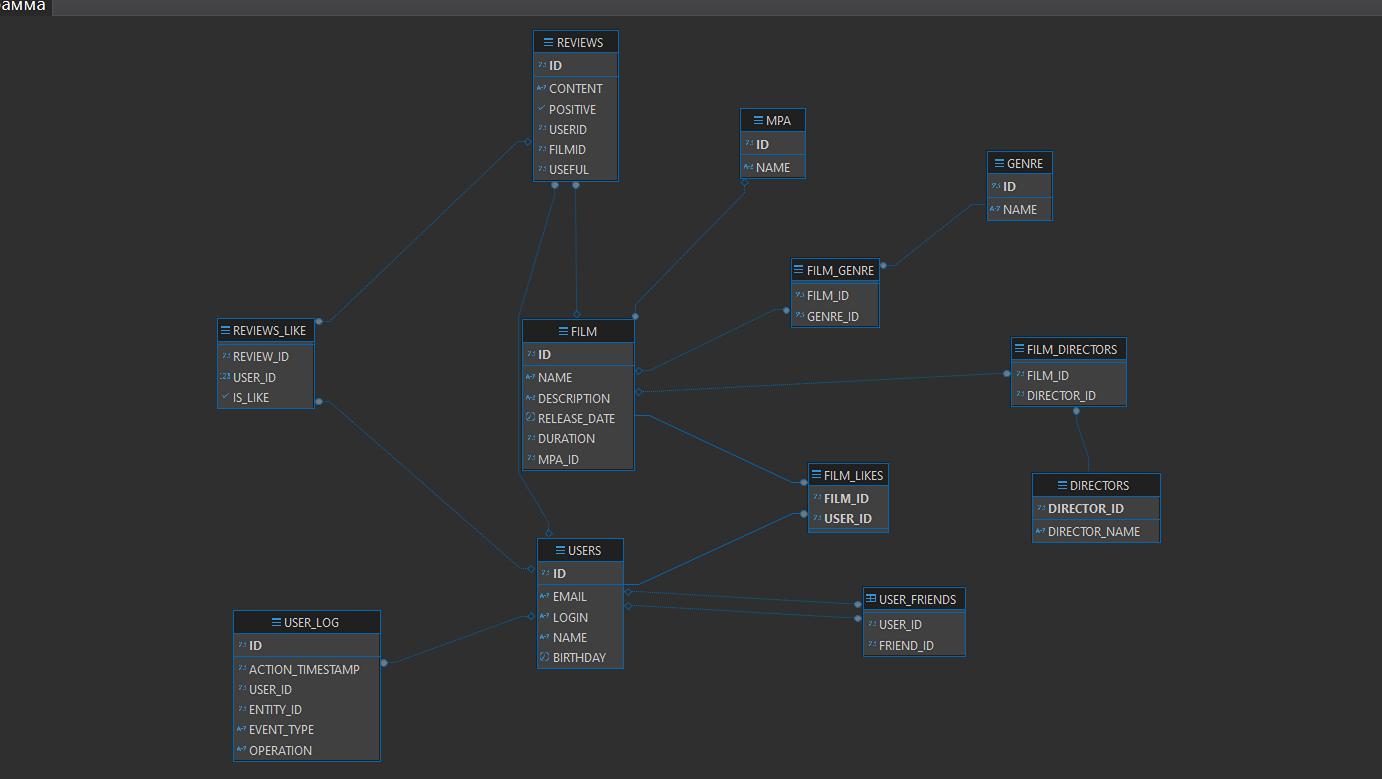 REVIEWS
ID
CONTENT
POSITIVE
USERID
FILMID
USEFUL
MPA
ID
NAME
GENRE
ID
NAME
FILM_GENRE
FILM_ID
GENRE_ID
REVIEWS_LIKE
REVIEW_ID
USER_ID
IS_LIKE
FILM
ID
NAME
DESCRIPTION
RELEASE_DATE
DURATION
MPA_ID
FILM_DIRECTORS
FILM_ID
DIRECTOR_ID
FILM_LIKES
FILM_ID
USER_ID
DIRECTORS
DIRECTOR_ID
DIRECTOR_NAME
USERS
ID
EMAIL
LOGIN
NAME
BIRTHDAY
USER_FRIENDS
USER_ID
FRIEND_ID
USER_LOG
ID
ACTION_TIMESTAMP
USER_ID
ENTITY_ID
EVENT_TYPE
OPERATION